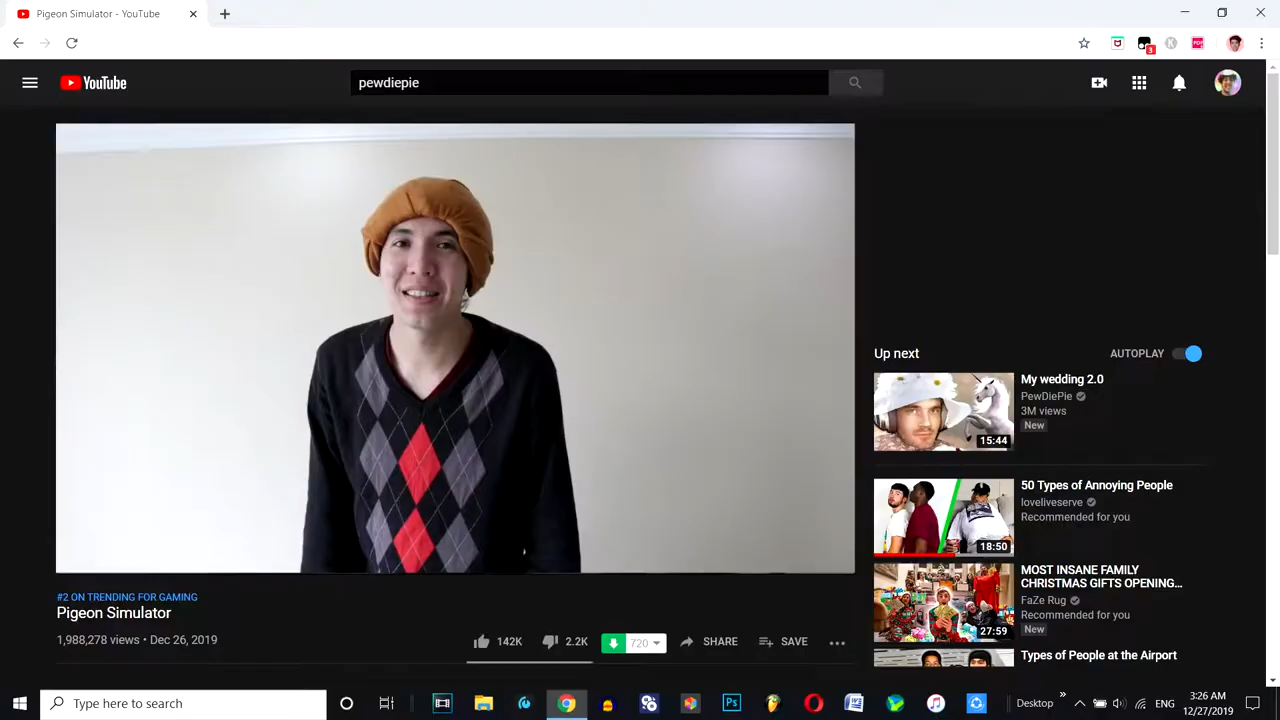 Pigeon Simulator - YouTube
3
PDF
YouTube
pewdiepie
Up next
AUTOPLAY
My wedding 2.0
PewDiePie
3M views
New
15:44
50 Types of Annoying People
loveliveserve
Recommended for you
18:50
MOST INSANE FAMILY
CHRISTMAS GIFTS OPENING...
FaZe Rug
Recommended for you
New
27:59
Types of People at the Airport
#2 ON TRENDING FOR GAMING
Pigeon Simulator
1,988,278 views • Dec 26, 2019
142K
2.2K
720
SHARE
SAVE
Type here to search
Ps
W
Desktop
ENG
3:26 AM
12/27/2019